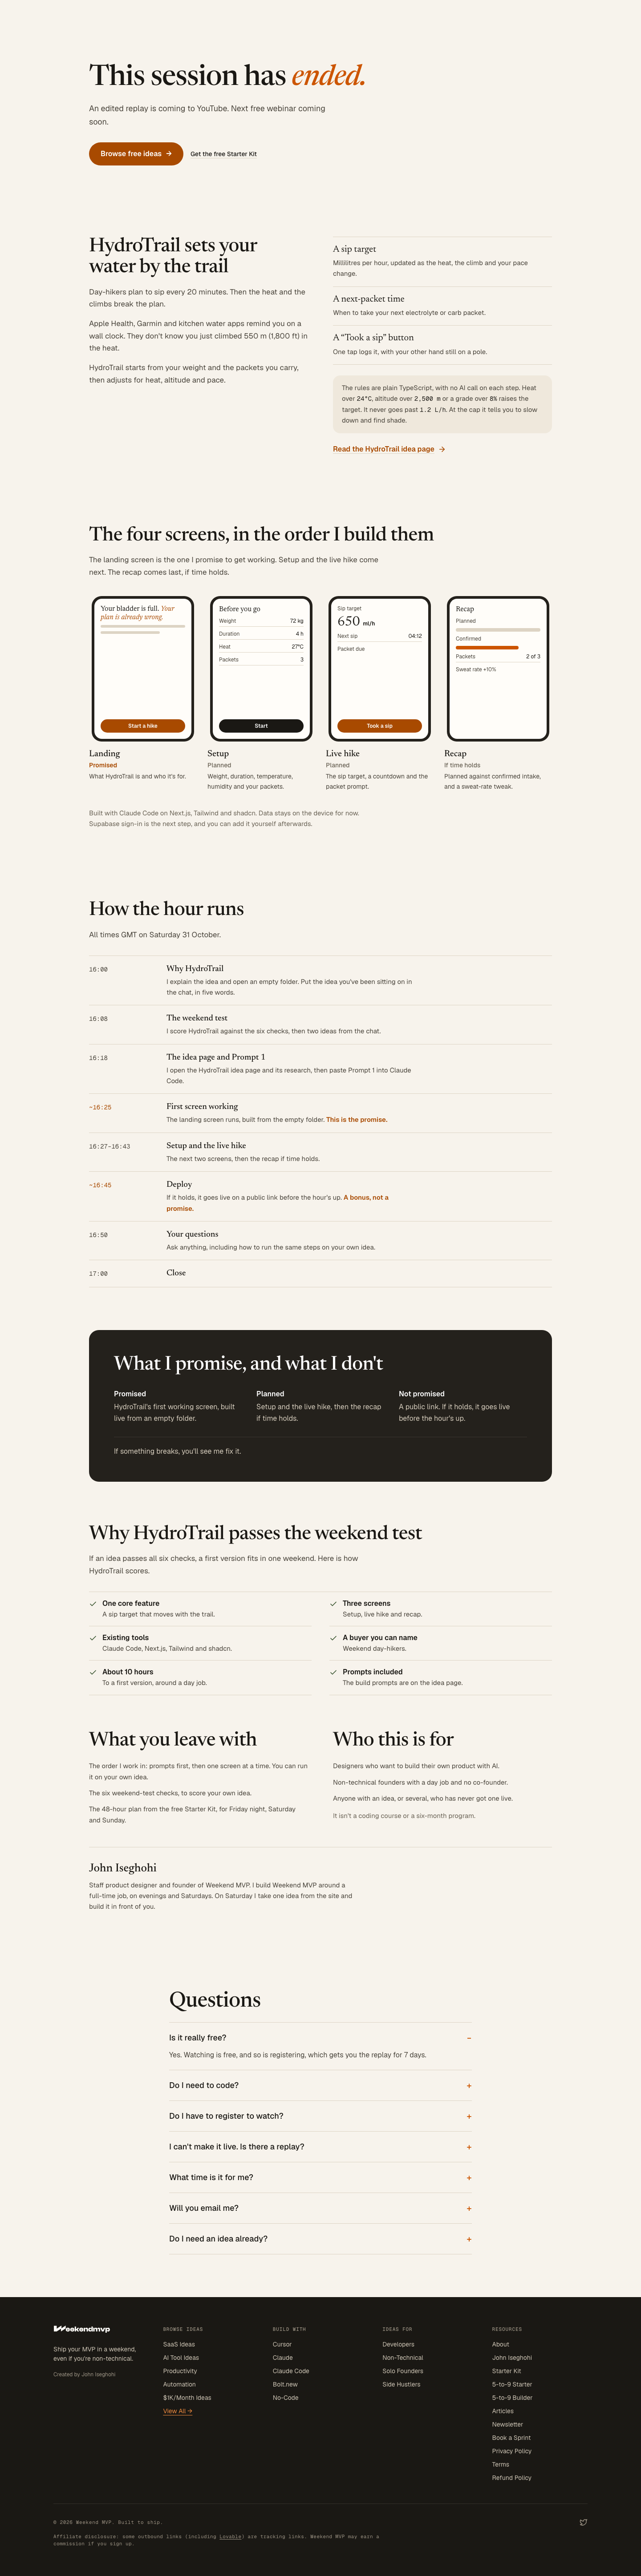 This session has ended.
An edited replay is coming to YouTube. Next free webinar coming
soon.
Browse free ideas →
Get the free Starter Kit
HydroTrail sets your
water by the trail
Day-hikers plan to sip every 20 minutes. Then the heat and the
climbs break the plan.
Apple Health, Garmin and kitchen water apps remind you on a
wall clock. They don't know you just climbed 550 m (1,800 ft) in
the heat.
HydroTrail starts from your weight and the packets you carry,
then adjusts for heat, altitude and pace.
A sip target
Millilitres per hour, updated as the heat, the climb and your pace
change.
A next-packet time
When to take your next electrolyte or carb packet.
A “Took a sip” button
One tap logs it, with your other hand still on a pole.
The rules are plain TypeScript, with no AI call on each step. Heat
over 24°C, altitude over 2,500 m or a grade over 8% raises the
target. It never goes past 1.2 L/h. At the cap it tells you to slow
down and find shade.
Read the HydroTrail idea page →
The four screens, in the order I build them
The landing screen is the one I promise to get working. Setup and the live hike come
next. The recap comes last, if time holds.
Your bladder is full. Your
plan is already wrong.
Start a hike
Landing
Promised
What HydroTrail is and who it's for.
Before you go
Weight 72 kg
Duration 4 h
Heat 27°C
Packets 3
Start
Setup
Planned
Weight, duration, temperature,
humidity and your packets.
Sip target
650 ml/h
Next sip 04:12
Packet due
Took a sip
Live hike
Planned
The sip target, a countdown and the
packet prompt.
Recap
Planned
Confirmed
Packets 2 of 3
Sweat rate +10%
Recap
If time holds
Planned against confirmed intake,
and a sweat-rate tweak.
Built with Claude Code on Next.js, Tailwind and shadcn. Data stays on the device for now.
Supabase sign-in is the next step, and you can add it yourself afterwards.
How the hour runs
All times GMT on Saturday 31 October.
16:00
Why HydroTrail
I explain the idea and open an empty folder. Put the idea you've been sitting on in
the chat, in five words.
16:08
The weekend test
I score HydroTrail against the six checks, then two ideas from the chat.
16:18
The idea page and Prompt 1
I open the HydroTrail idea page and its research, then paste Prompt 1 into Claude
Code.
~16:25
First screen working
The landing screen runs, built from the empty folder. This is the promise.
16:27–16:43
Setup and the live hike
The next two screens, then the recap if time holds.
~16:45
Deploy
If it holds, it goes live on a public link before the hour's up. A bonus, not a
promise.
16:50
Your questions
Ask anything, including how to run the same steps on your own idea.
17:00
Close
What I promise, and what I don't
Promised
HydroTrail's first working screen, built
live from an empty folder.
Planned
Setup and the live hike, then the recap
if time holds.
Not promised
A public link. If it holds, it goes live
before the hour's up.
If something breaks, you'll see me fix it.
Why HydroTrail passes the weekend test
If an idea passes all six checks, a first version fits in one weekend. Here is how
HydroTrail scores.
One core feature
A sip target that moves with the trail.
Three screens
Setup, live hike and recap.
Existing tools
Claude Code, Next.js, Tailwind and shadcn.
A buyer you can name
Weekend day-hikers.
About 10 hours
To a first version, around a day job.
Prompts included
The build prompts are on the idea page.
What you leave with
The order I work in: prompts first, then one screen at a time. You can run
it on your own idea.
The six weekend-test checks, to score your own idea.
The 48-hour plan from the free Starter Kit, for Friday night, Saturday
and Sunday.
Who this is for
Designers who want to build their own product with AI.
Non-technical founders with a day job and no co-founder.
Anyone with an idea, or several, who has never got one live.
It isn't a coding course or a six-month program.
John Iseghohi
Staff product designer and founder of Weekend MVP. I build Weekend MVP around a
full-time job, on evenings and Saturdays. On Saturday I take one idea from the site and
build it in front of you.
Questions
Is it really free? −
Yes. Watching is free, and so is registering, which gets you the replay for 7 days.
Do I need to code? +
Do I have to register to watch? +
I can't make it live. Is there a replay? +
What time is it for me? +
Will you email me? +
Do I need an idea already? +
Weekendmvp
Ship your MVP in a weekend,
even if you're non-technical.
Created by John Iseghohi
BROWSE IDEAS
SaaS Ideas
AI Tool Ideas
Productivity
Automation
$1K/Month Ideas
View All →
BUILD WITH
Cursor
Claude
Claude Code
Bolt.new
No-Code
IDEAS FOR
Developers
Non-Technical
Solo Founders
Side Hustlers
RESOURCES
About
John Iseghohi
Starter Kit
5-to-9 Starter
5-to-9 Builder
Articles
Newsletter
Book a Sprint
Privacy Policy
Terms
Refund Policy
© 2026 Weekend MVP. Built to ship.
Affiliate disclosure: some outbound links (including Lovable) are tracking links. Weekend MVP may earn a
commission if you sign up.